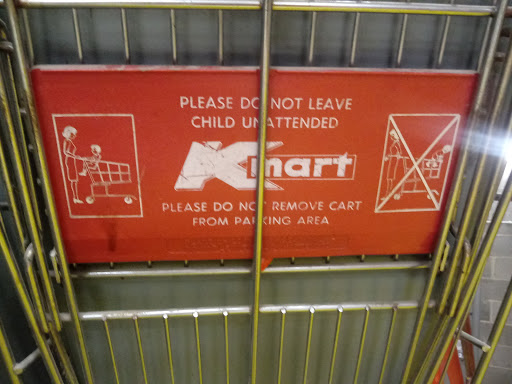 PLEASE DO NOT LEAVE
CHILD UNATTENDED
Kmart
PLEASE DO NOT REMOVE CART
FROM PARKING AREA